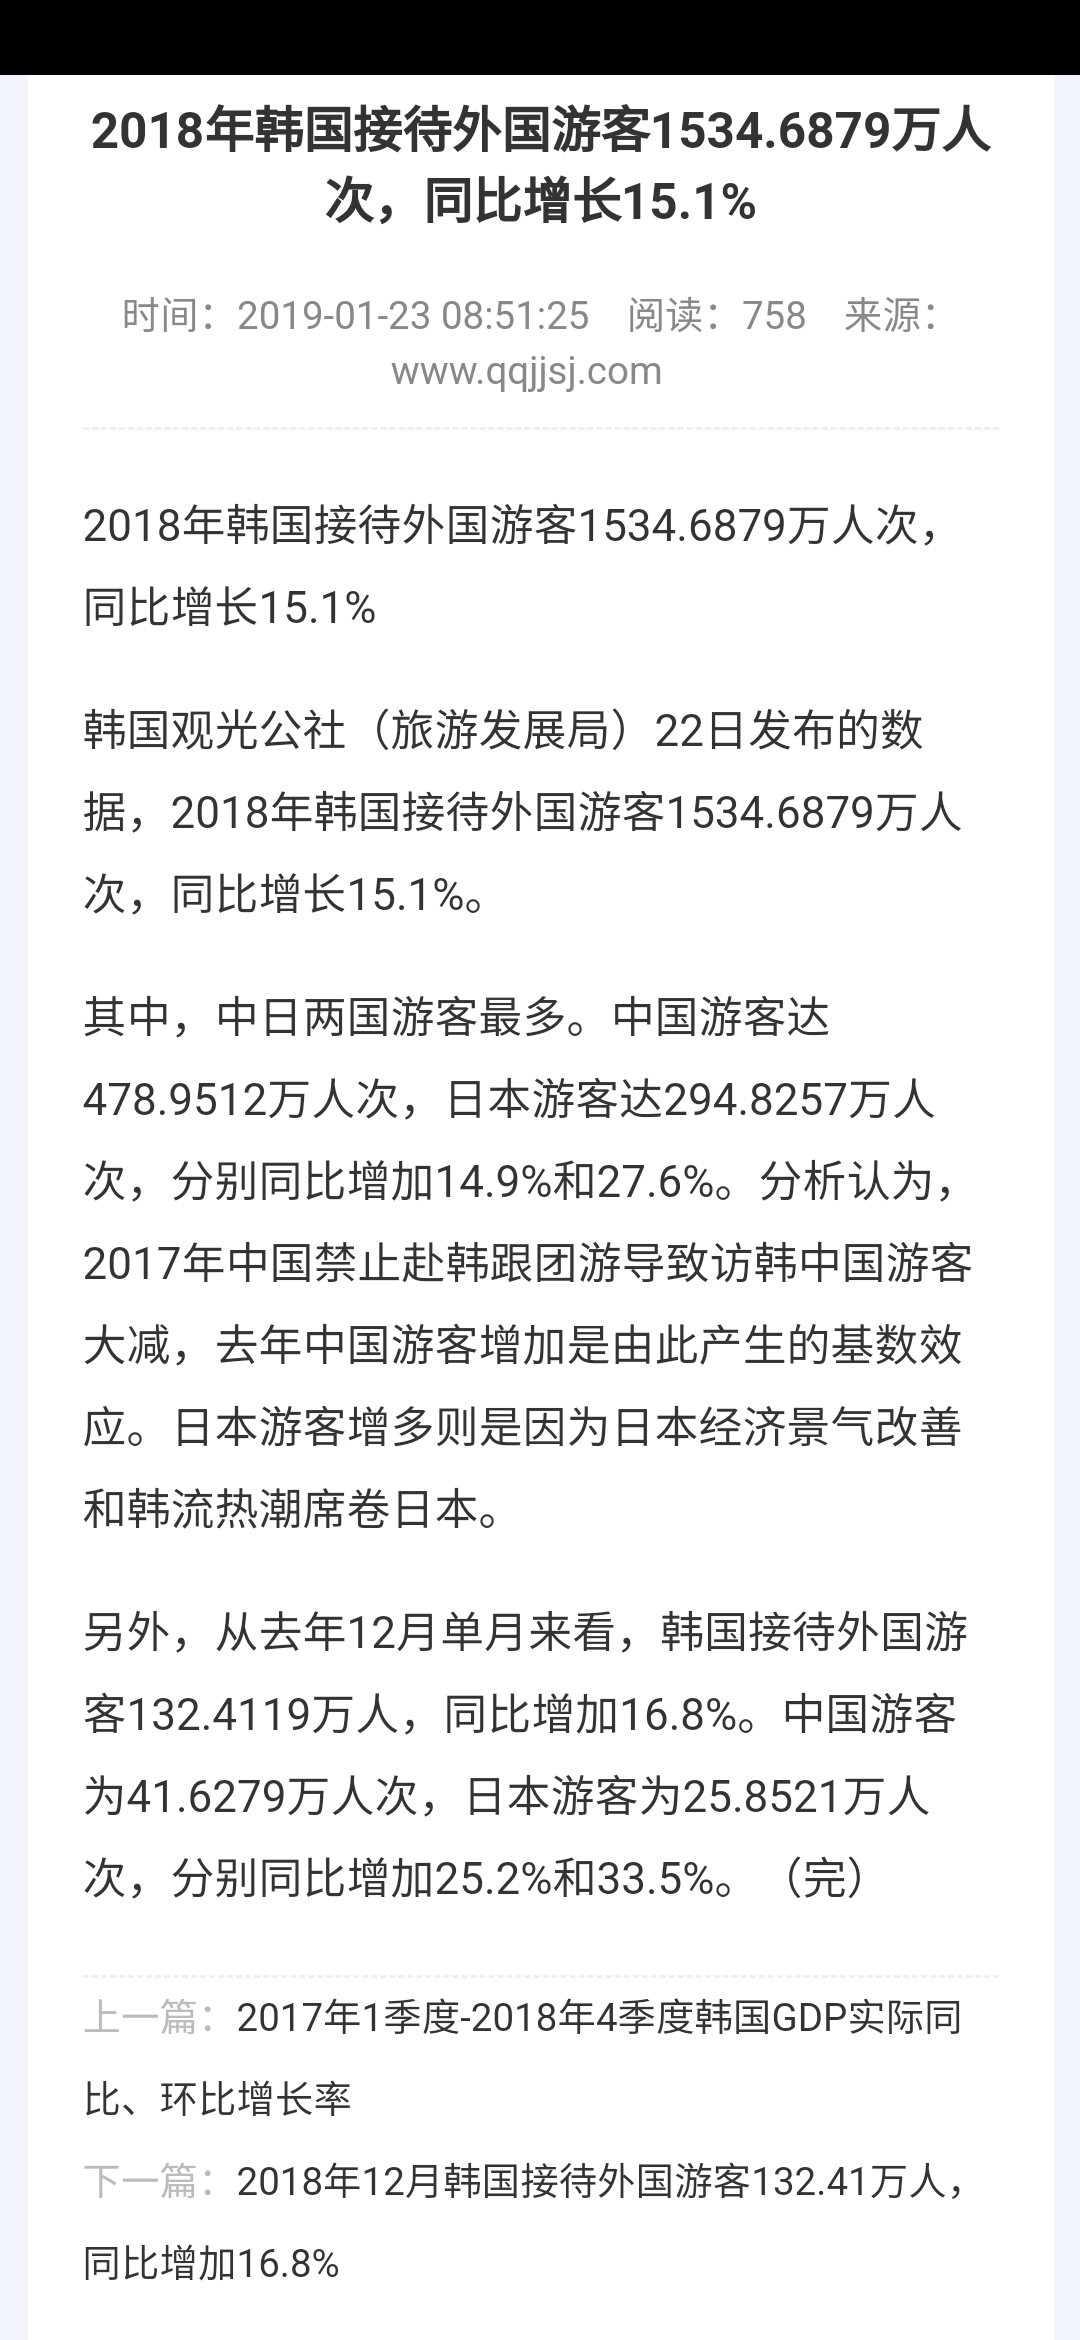 2018年韩国接待外国游客1534.6879万人
次，同比增长15.1%
时间：2019-01-23 08:51:25 阅读：758 来源：
www.qqjjsj.com
2018年韩国接待外国游客1534.6879万人次，
同比增长15.1%
韩国观光公社（旅游发展局）22日发布的数
据，2018年韩国接待外国游客1534.6879万人
次，同比增长15.1%。
其中，中日两国游客最多。中国游客达
478.9512万人次，日本游客达294.8257万人
次，分别同比增加14.9%和27.6%。分析认为，
2017年中国禁止赴韩跟团游导致访韩中国游客
大减，去年中国游客增加是由此产生的基数效
应。日本游客增多则是因为日本经济景气改善
和韩流热潮席卷日本。
另外，从去年12月单月来看，韩国接待外国游
客132.4119万人，同比增加16.8%。中国游客
为41.6279万人次，日本游客为25.8521万人
次，分别同比增加25.2%和33.5%。（完）
上一篇：2017年1季度-2018年4季度韩国GDP实际同
比、环比增长率
下一篇：2018年12月韩国接待外国游客132.41万人，
同比增加16.8%